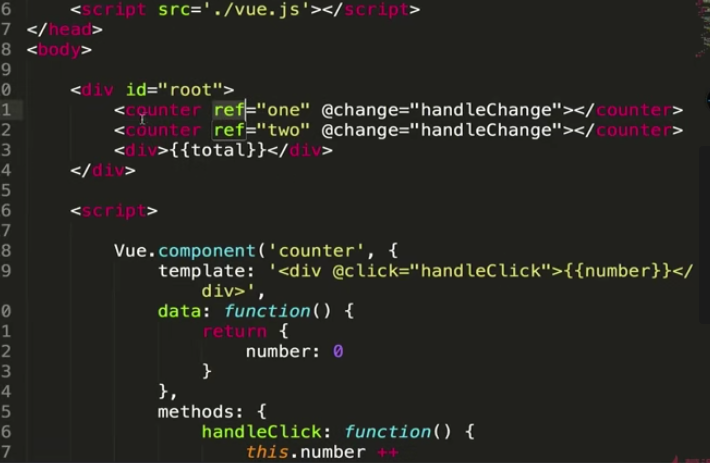 6 <script src='./vue.js'></script>
7 </head>
8 <body>
9
0 <div id="root">
1 <counter ref="one" @change="handleChange"></counter>
2 <counter ref="two" @change="handleChange"></counter>
3 <div>{{total}}</div>
4 </div>
5
6 <script>
7
8 Vue.component('counter', {
9 template: '<div @click="handleClick">{{number}}</
div>',
0 data: function() {
1 return {
2 number: 0
3 }
4 },
5 methods: {
6 handleClick: function() {
7 this.number ++